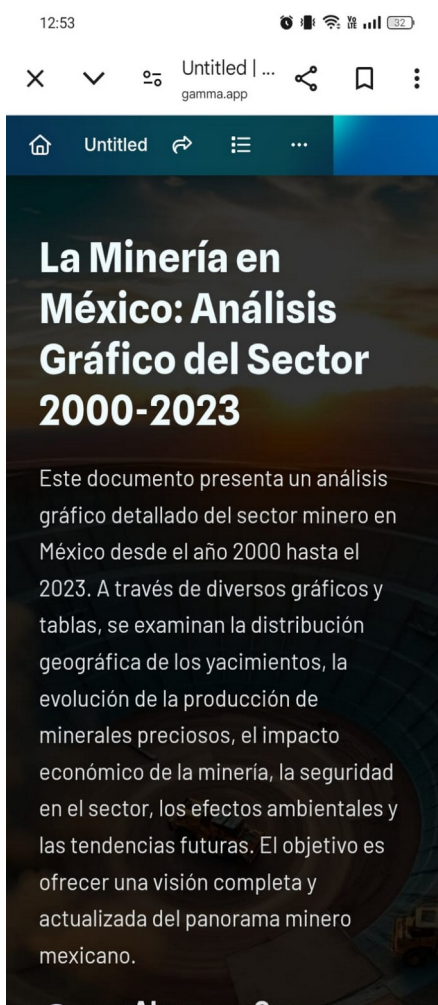 12:53
Vo LTE
32
Untitled | ...
gamma.app
Untitled
La Minería en
México: Análisis
Gráfico del Sector
2000-2023
Este documento presenta un análisis
gráfico detallado del sector minero en
México desde el año 2000 hasta el
2023. A través de diversos gráficos y
tablas, se examinan la distribución
geográfica de los yacimientos, la
evolución de la producción de
minerales preciosos, el impacto
económico de la minería, la seguridad
en el sector, los efectos ambientales y
las tendencias futuras. El objetivo es
ofrecer una visión completa y
actualizada del panorama minero
mexicano.